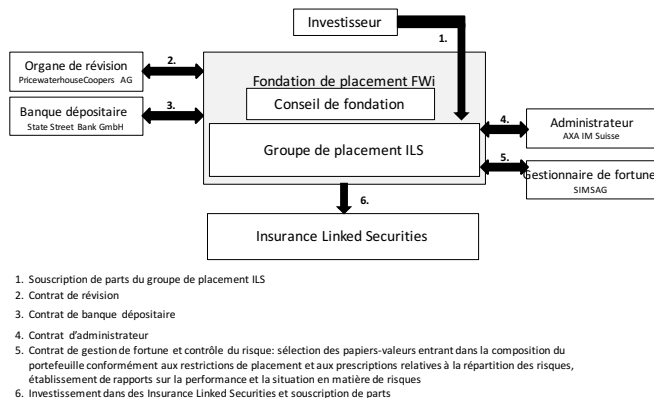 Investisseur
1.
Organe de révision
PricewaterhouseCoopers AG
2.
Fondation de placement FWi
Conseil de fondation
Banque dépositaire
State Street Bank GmbH
3.
Groupe de placement ILS
4.
Administrateur
AXA IM Suisse
5.
Gestionnaire de fortune
SIMSAG
6.
Insurance Linked Securities
1. Souscription de parts du groupe de placement ILS
2. Contrat de révision
3. Contrat de banque dépositaire
4. Contrat d'administrateur
5. Contrat de gestion de fortune et contrôle du risque: sélection des papiers-valeurs entrant dans la composition du
portefeuille conformément aux restrictions de placement et aux prescriptions relatives à la répartition des risques,
établissement de rapports sur la performance et la situation en matière de risques
6. Investissement dans des Insurance Linked Securities et souscription de parts